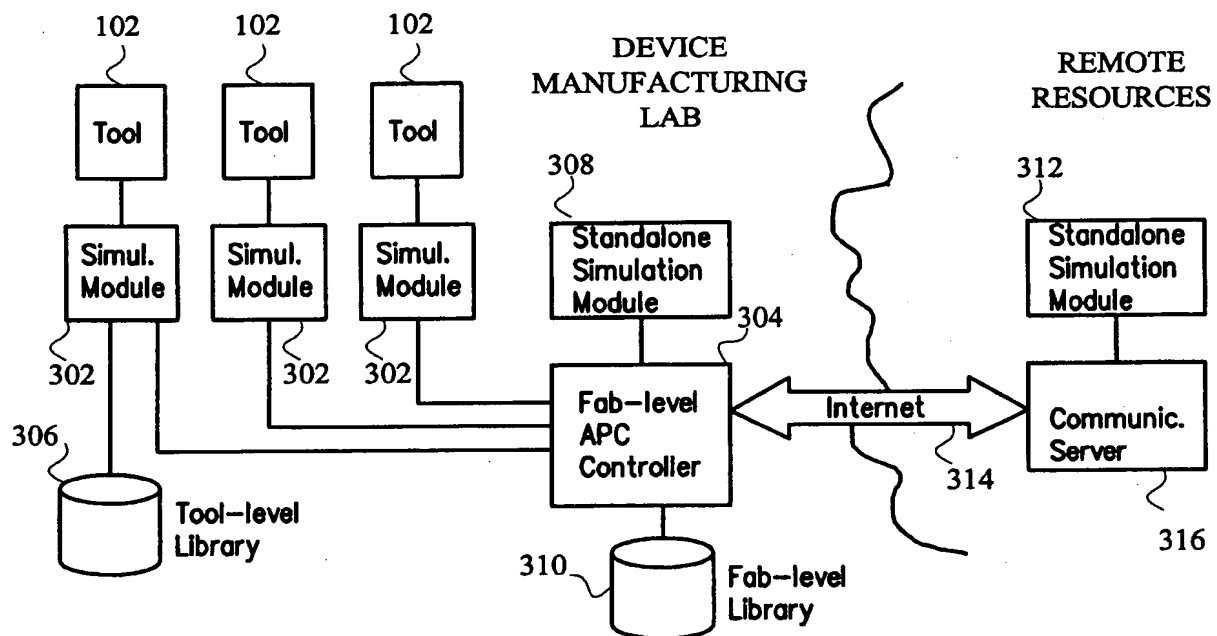 102
102
102
DEVICE
MANUFACTURING
LAB
REMOTE
RESOURCES
Tool
Tool
Tool
308
312
Simul.
Module
Simul.
Module
Simul.
Module
Standalone
Simulation
Module
Standalone
Simulation
Module
302
302
302
304
306
Fab-level
APC
Controller
Internet
314
Communic.
Server
316
Tool-level
Library
310
Fab-level
Library